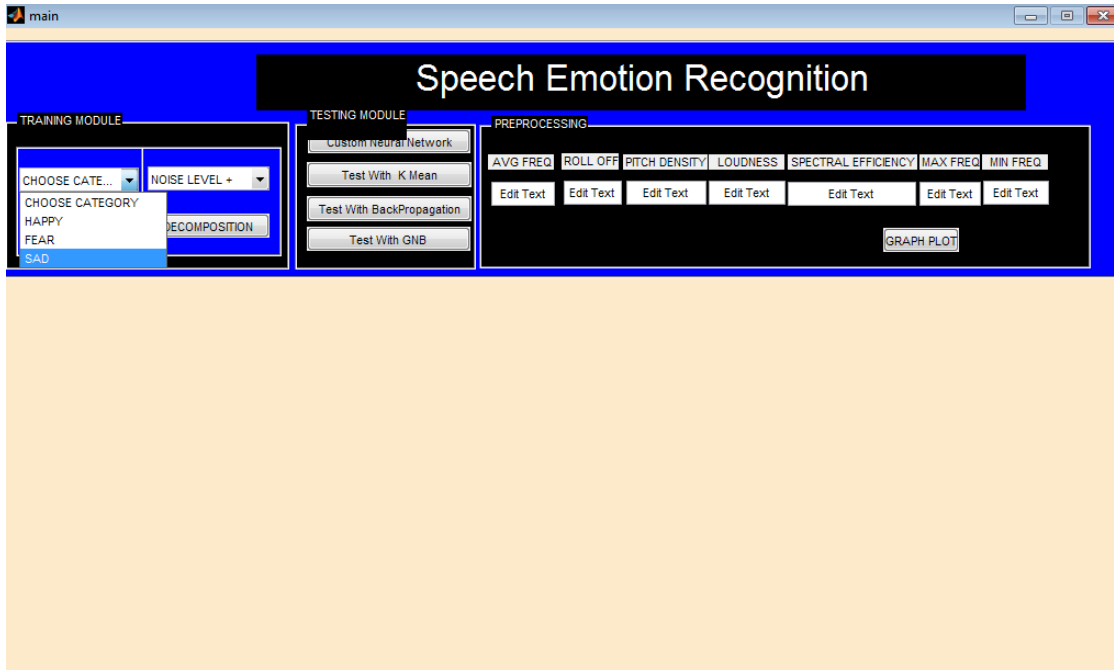 main
Speech Emotion Recognition
TRAINING MODULE
CHOOSE CATE...
NOISE LEVEL +
CHOOSE CATEGORY
HAPPY
FEAR
SAD
DECOMPOSITION
TESTING MODULE
Custom Neural Network
Test With K Mean
Test With BackPropagation
Test With GNB
PREPROCESSING
AVG FREQ ROLL OFF PITCH DENSITY LOUDNESS SPECTRAL EFFICIENCY MAX FREQ MIN FREQ
Edit Text Edit Text Edit Text Edit Text Edit Text Edit Text Edit Text
GRAPH PLOT